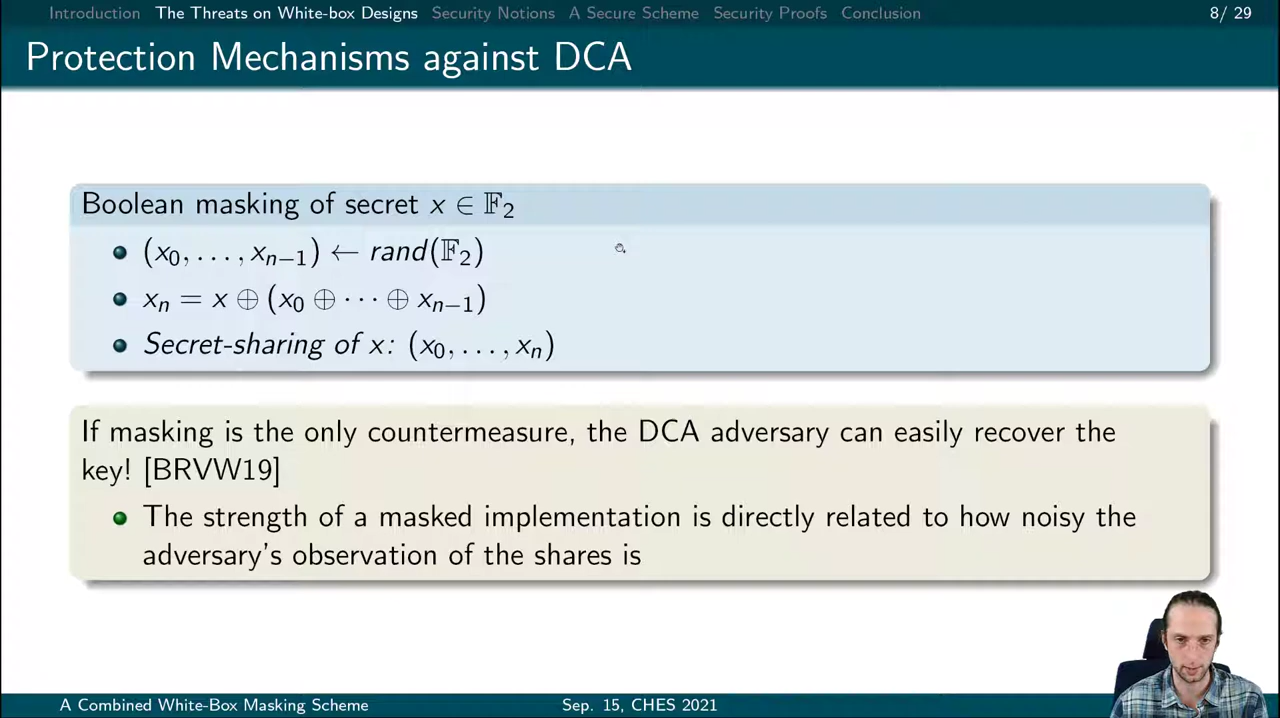 Introduction The Threats on White-box Designs Security Notions A Secure Scheme Security Proofs Conclusion 8/ 29
Protection Mechanisms against DCA
Boolean masking of secret x ∈ 𝔽₂
(x₀, . . . , xₙ₋₁) ← rand(𝔽₂)
xₙ = x ⊕ (x₀ ⊕ · · · ⊕ xₙ₋₁)
Secret-sharing of x: (x₀, . . . , xₙ)
If masking is the only countermeasure, the DCA adversary can easily recover the
key! [BRVW19]
The strength of a masked implementation is directly related to how noisy the
adversary's observation of the shares is
A Combined White-Box Masking Scheme Sep. 15, CHES 2021